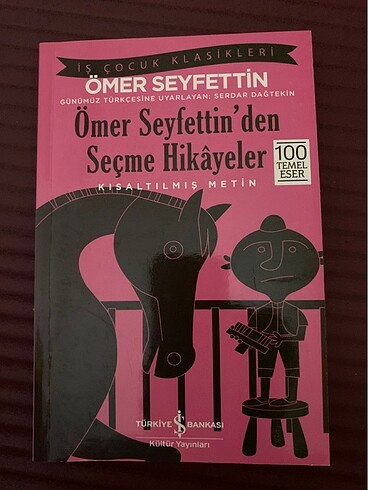 İŞ ÇOCUK KLASİKLERİ
ÖMER SEYFETTİN
GÜNÜMÜZ TÜRKÇESİNE UYARLAYAN: SERDAR DAĞTEKİN
Ömer Seyfettin'den
Seçme Hikâyeler
100
TEMEL
ESER
KISALTILMIŞ METİN
TÜRKİYE İŞ BANKASI
Kültür Yayınları